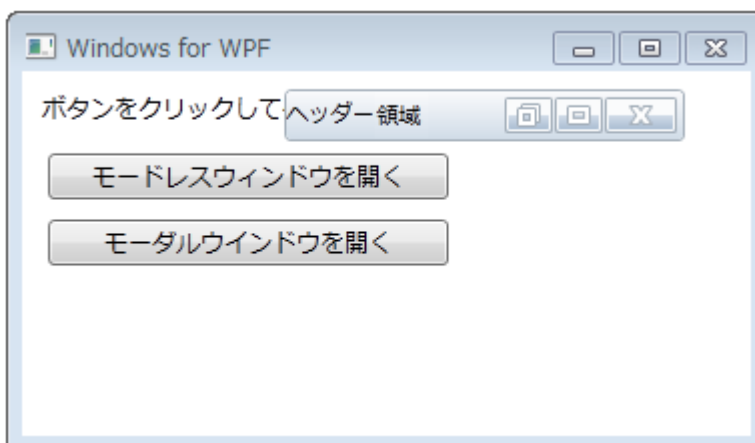 Windows for WPF
ボタンをクリックして
ヘッダー領域
モードレスウィンドウを開く
モーダルウインドウを開く